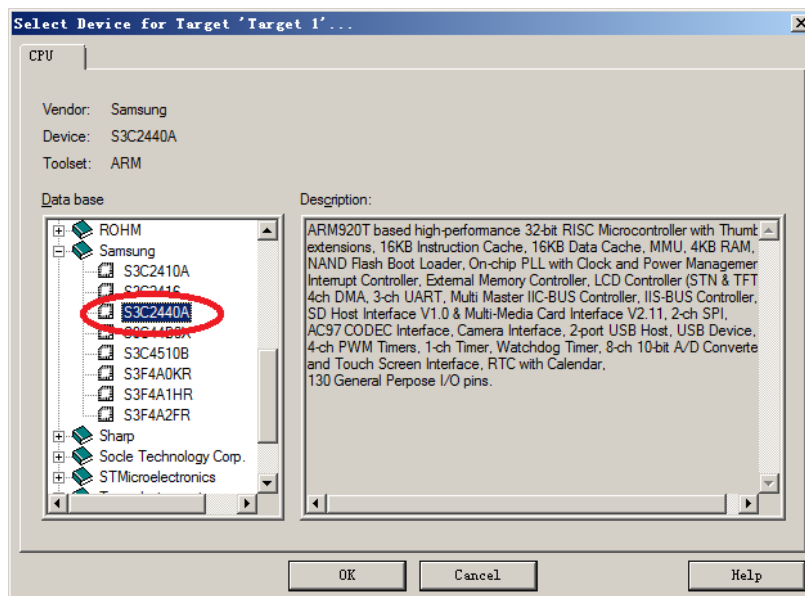 Select Device for Target 'Target 1'...
CPU
Vendor: Samsung
Device: S3C2440A
Toolset: ARM
Data base
Description:
ROHM
Samsung
S3C2410A
S3C2416
S3C2440A
S3C44B0X
S3C4510B
S3F4A0KR
S3F4A1HR
S3F4A2FR
Sharp
Socle Technology Corp.
STMicroelectronics
ARM920T based high-performance 32-bit RISC Microcontroller with Thumb
extensions, 16KB Instruction Cache, 16KB Data Cache, MMU, 4KB RAM,
NAND Flash Boot Loader, On-chip PLL with Clock and Power Managemer
Interrupt Controller, External Memory Controller, LCD Controller (STN & TFT
4ch DMA, 3-ch UART, Multi Master IIC-BUS Controller, IIS-BUS Controller,
SD Host Interface V1.0 & Multi-Media Card Interface V2.11, 2-ch SPI,
AC97 CODEC Interface, Camera Interface, 2-port USB Host, USB Device,
4-ch PWM Timers, 1-ch Timer, Watchdog Timer, 8-ch 10-bit A/D Converte
and Touch Screen Interface, RTC with Calendar,
130 General Perpose I/O pins.
OK
Cancel
Help